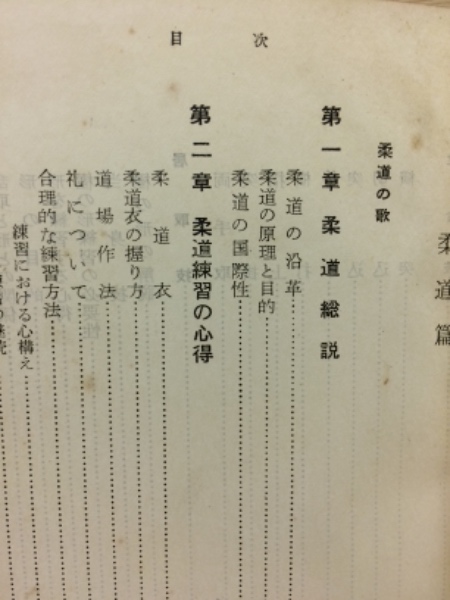 目次
柔道篇
柔道の歌
第一章 柔道総説
柔道の沿革
柔道の原理と目的
柔道の国際性
第二章 柔道練習の心得
柔道衣
柔道衣の握り方
道場作法
礼について
合理的な練習方法
練習における心構え